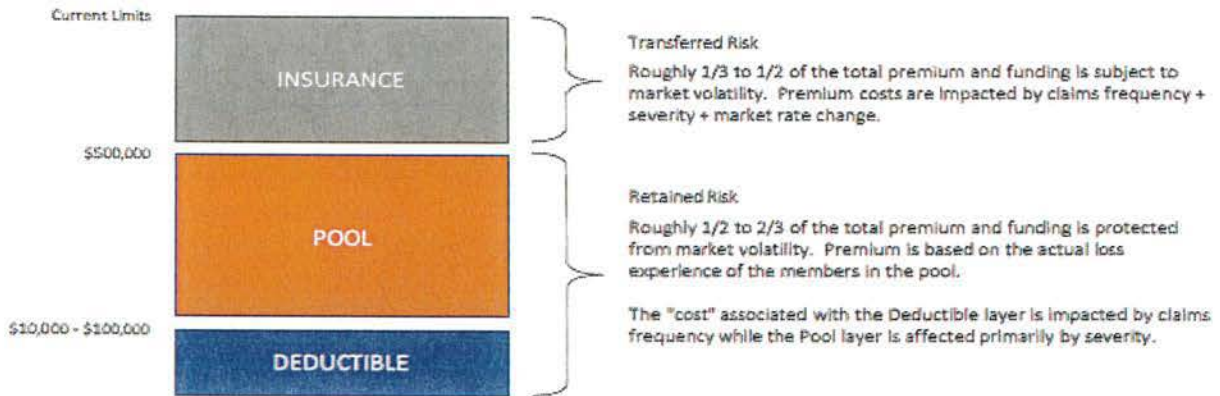 Current Limits
INSURANCE
Transferred Risk
Roughly 1/3 to 1/2 of the total premium and funding is subject to
market volatility. Premium costs are impacted by claims frequency +
severity + market rate change.
$500,000
POOL
Retained Risk
Roughly 1/2 to 2/3 of the total premium and funding is protected
from market volatility. Premium is based on the actual loss
experience of the members in the pool.
$10,000 - $100,000
DEDUCTIBLE
The "cost" associated with the Deductible layer is impacted by claims
frequency while the Pool layer is affected primarily by severity.